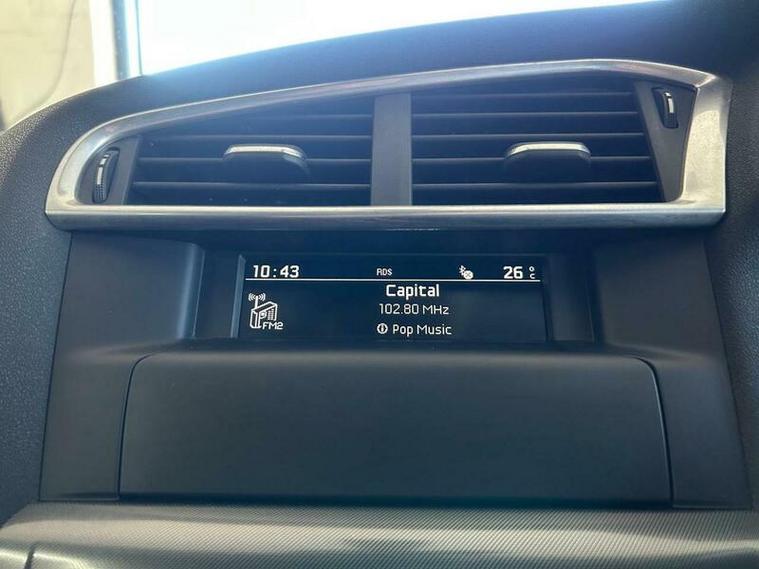 10:43 RDS 26 °C
Capital
102.80 MHz
FM2
Pop Music